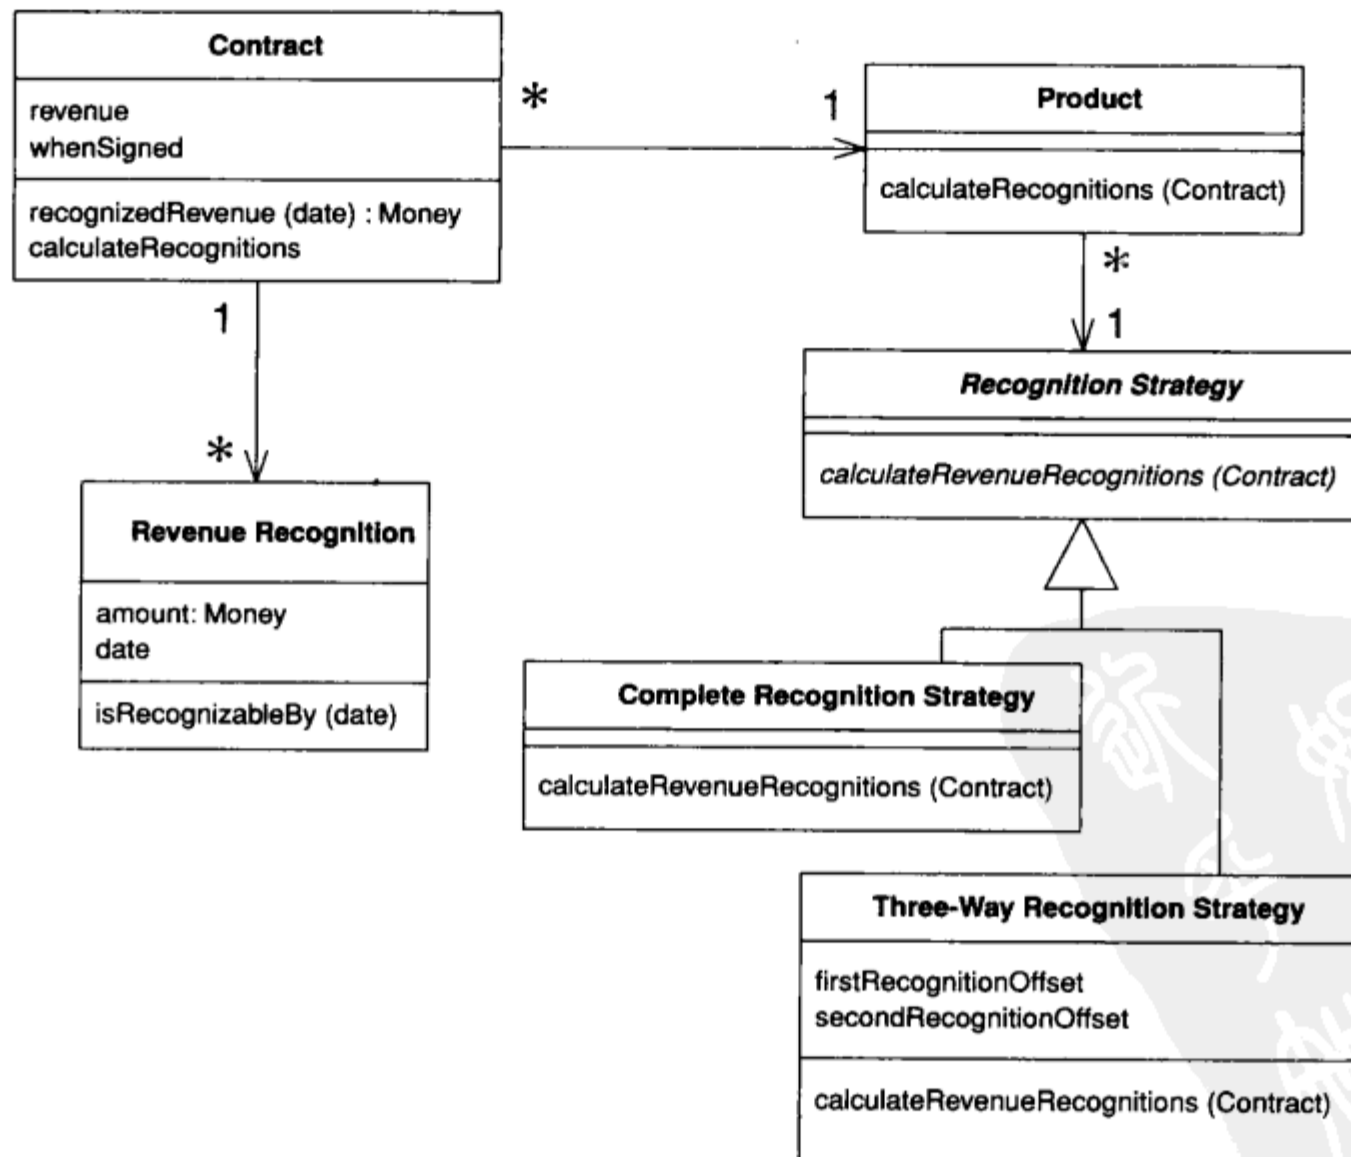 Contract
revenue
whenSigned
recognizedRevenue (date) : Money
calculateRecognitions
*
1
Product
calculateRecognitions (Contract)
*
1
1
*
Recognition Strategy
calculateRevenueRecognitions (Contract)
Revenue Recognition
amount: Money
date
isRecognizableBy (date)
Complete Recognition Strategy
calculateRevenueRecognitions (Contract)
Three-Way Recognition Strategy
firstRecognitionOffset
secondRecognitionOffset
calculateRevenueRecognitions (Contract)